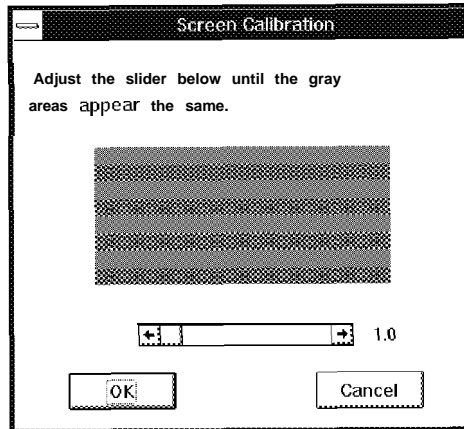 Screen Calibration
Adjust the slider below until the gray
areas appear the same.
1.0
OK
Cancel